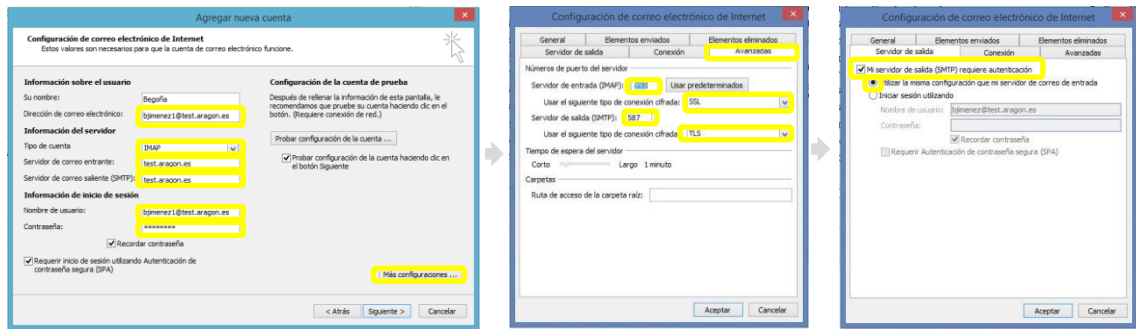 Agregar nueva cuenta
Configuración de correo electrónico de Internet
Estos valores son necesarios para que la cuenta de correo electrónico funcione.
Información sobre el usuario
Su nombre:
Begoña
Dirección de correo electrónico:
bjimenez1@test.aragon.es
Información del servidor
Tipo de cuenta
IMAP
Servidor de correo entrante:
test.aragon.es
Servidor de correo saliente (SMTP):
test.aragon.es
Información de inicio de sesión
Nombre de usuario:
bjimenez1@test.aragon.es
Contraseña:
********
Recordar contraseña
Requerir inicio de sesión utilizando Autenticación de
contraseña segura (SPA)
Configuración de la cuenta de prueba
Después de rellenar la información de esta pantalla, le
recomendamos que pruebe su cuenta haciendo clic en el
botón. (Requiere conexión de red.)
Probar configuración de la cuenta ...
Probar configuración de la cuenta haciendo clic en
el botón Siguiente
Más configuraciones ...
< Atrás
Siguiente >
Cancelar
Configuración de correo electrónico de Internet
General
Elementos enviados
Elementos eliminados
Servidor de salida
Conexión
Avanzadas
Números de puerto del servidor
Servidor de entrada (IMAP):
993
Usar predeterminados
Usar el siguiente tipo de conexión cifrada:
SSL
Servidor de salida (SMTP):
587
Usar el siguiente tipo de conexión cifrada:
TLS
Tiempo de espera del servidor
Corto
Largo
1 minuto
Carpetas
Ruta de acceso de la carpeta raíz:
Aceptar
Cancelar
Configuración de correo electrónico de Internet
General
Elementos enviados
Elementos eliminados
Servidor de salida
Conexión
Avanzadas
Mi servidor de salida (SMTP) requiere autenticación
Utilizar la misma configuración que mi servidor de correo de entrada
Iniciar sesión utilizando
Nombre de usuario:
bjimenez@test.aragon.es
Contraseña:
Recordar contraseña
Requerir Autenticación de contraseña segura (SPA)
Aceptar
Cancelar